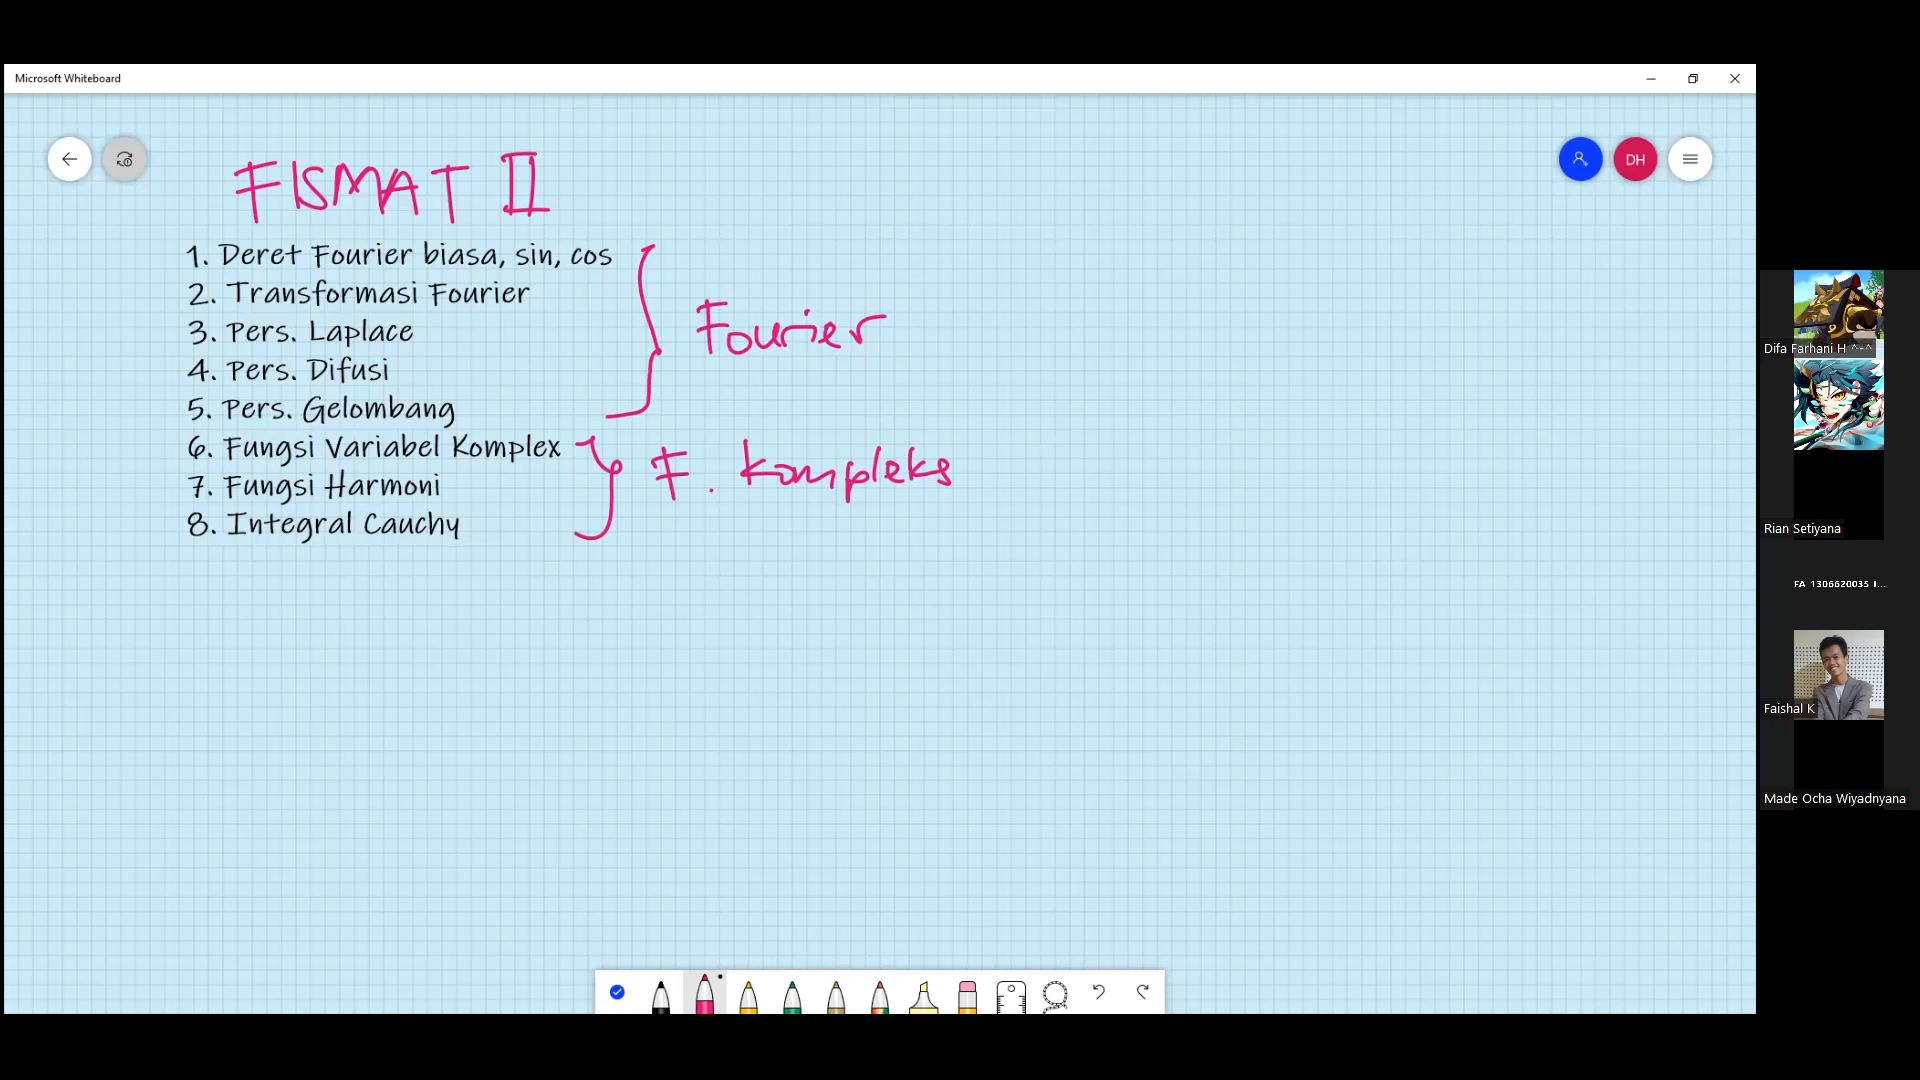 Microsoft Whiteboard
DH
FISMAT II
1. Deret Fourier biasa, sin, cos
2. Transformasi Fourier
3. Pers. Laplace
4. Pers. Difusi
5. Pers. Gelombang
Fourier
6. Fungsi Variabel Komplex
7. Fungsi Harmoni
8. Integral Cauchy
F. Kompleks
Difa Farhani H ^-^
Rian Setiyana
FA_1306620035_I...
Faishal K
Made Ocha Wiyadnyana